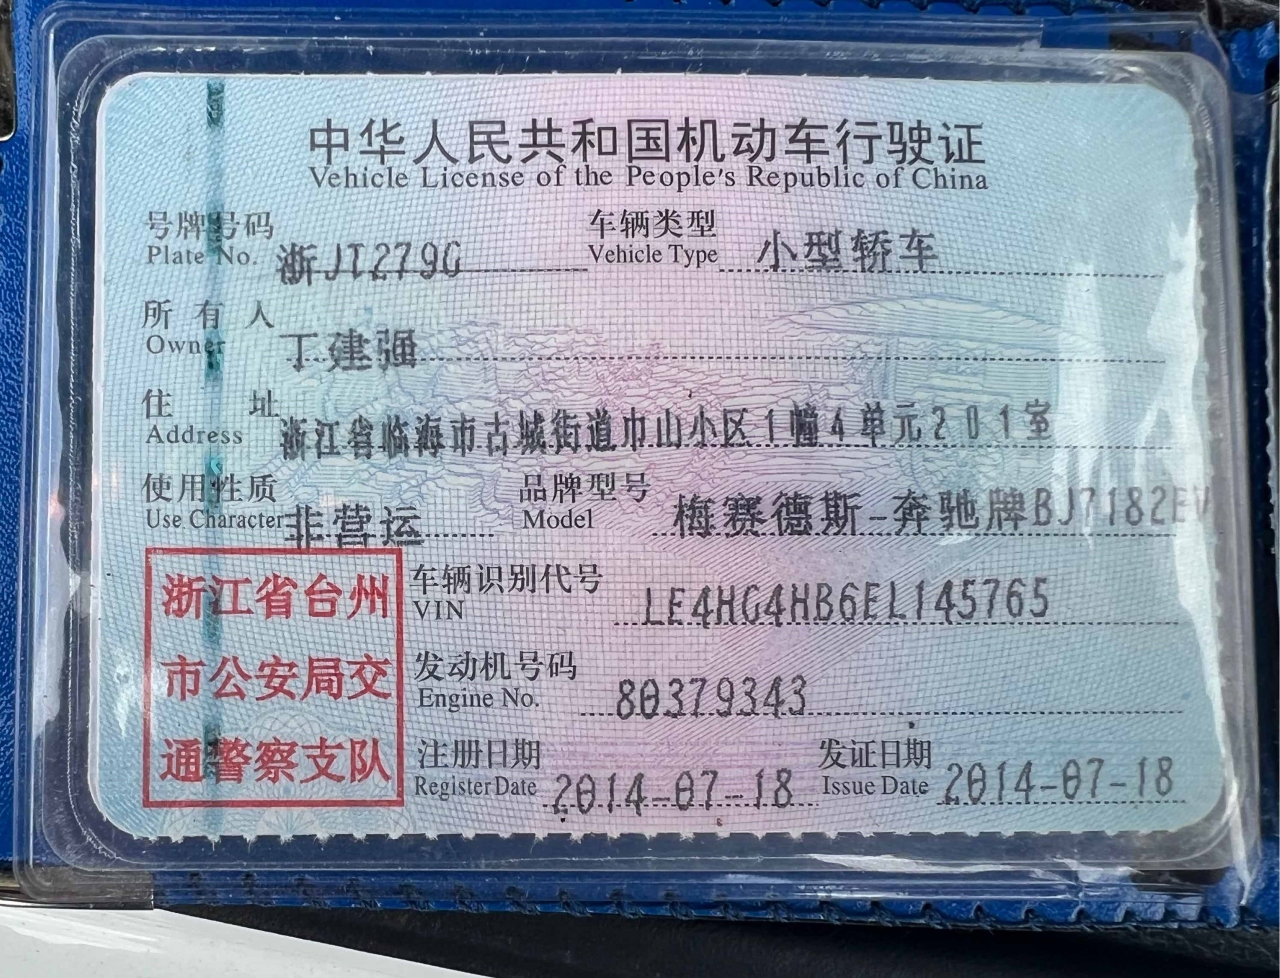 中华人民共和国机动车行驶证
Vehicle License of the People's Republic of China
号牌号码 浙JT279G 车辆类型 小型轿车
Plate No. Vehicle Type
所有人 丁建强
Owner
住址 浙江省临海市古城街道巾山小区1幢4单元201室
Address
使用性质 非营运 品牌型号 梅赛德斯-奔驰牌BJ7182EV
Use Character Model
浙江省台州
市公安局交
通警察支队
车辆识别代号 LE4HG4HB6EL145765
VIN
发动机号码 80379343
Engine No.
注册日期 2014-07-18 发证日期 2014-07-18
Register Date Issue Date